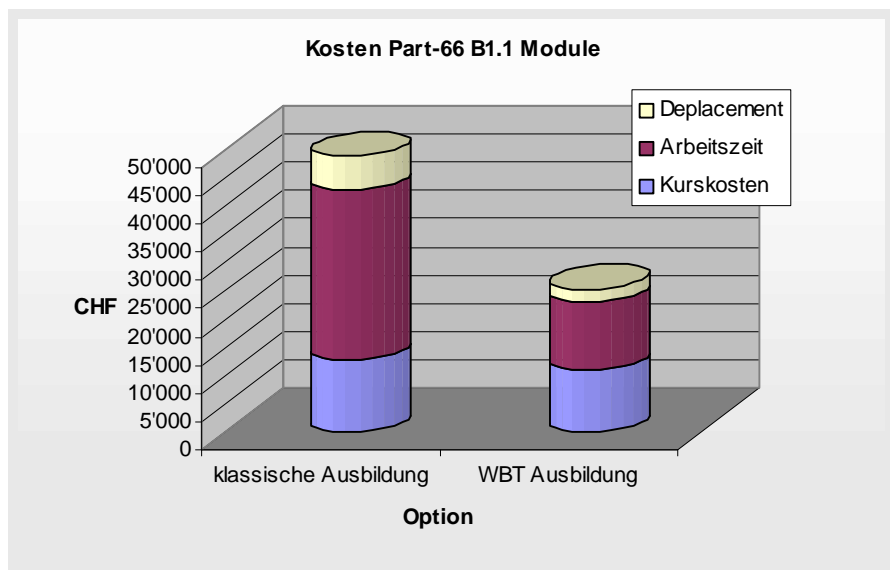 Kosten Part-66 B1.1 Module
Deplacement
Arbeitszeit
Kurskosten
50'000
45'000
40'000
35'000
30'000
25'000
20'000
15'000
10'000
5'000
0
CHF
klassische Ausbildung
WBT Ausbildung
Option